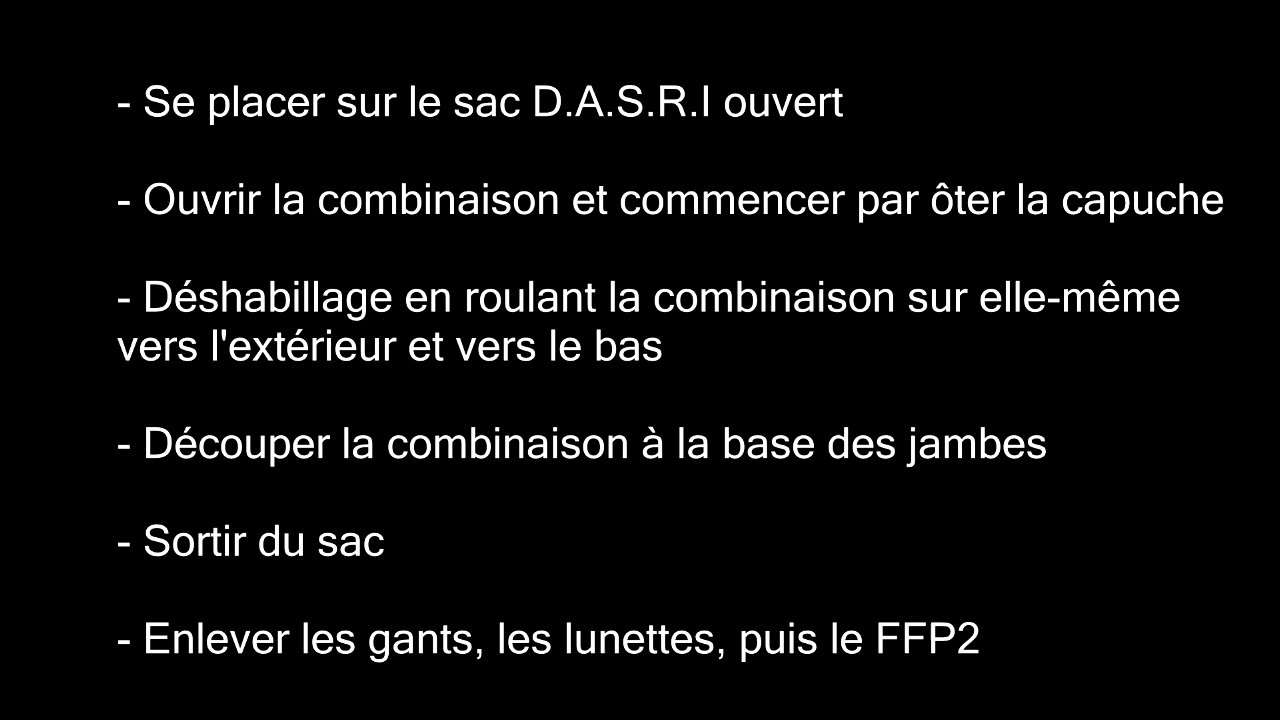 - Se placer sur le sac D.A.S.R.I ouvert
- Ouvrir la combinaison et commencer par ôter la capuche
- Déshabillage en roulant la combinaison sur elle-même
vers l'extérieur et vers le bas
- Découper la combinaison à la base des jambes
- Sortir du sac
- Enlever les gants, les lunettes, puis le FFP2